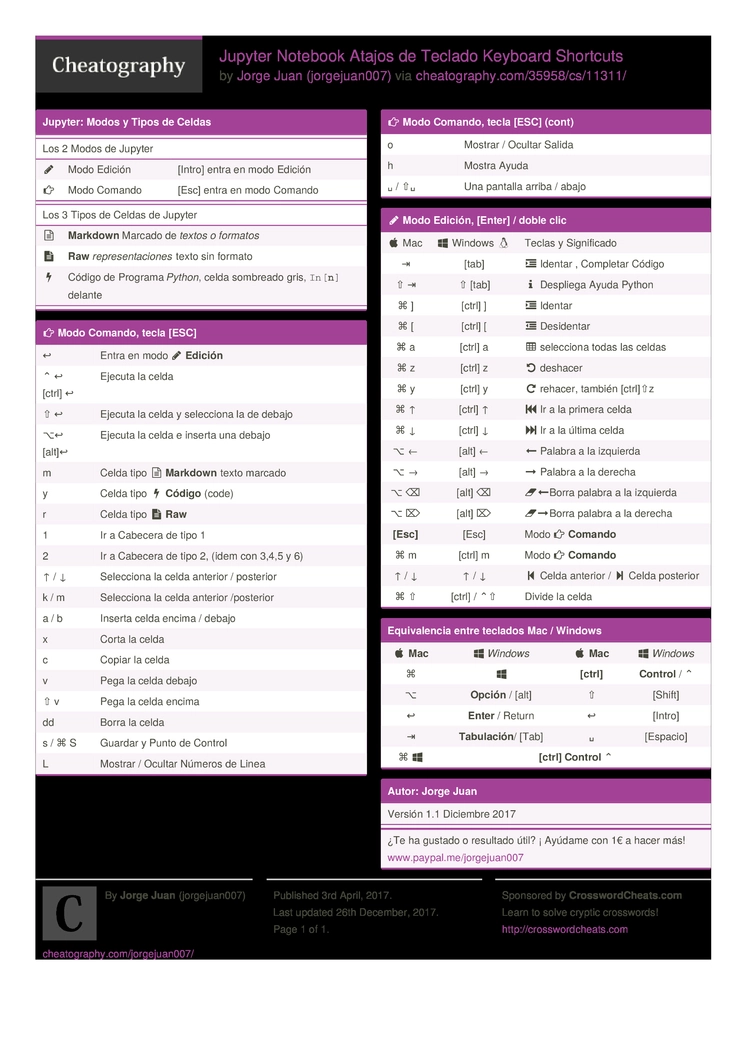 Cheatography
Jupyter Notebook Atajos de Teclado Keyboard Shortcuts
by Jorge Juan (jorgejuan007) via cheatography.com/35958/cs/11311/
Jupyter: Modos y Tipos de Celdas
Los 2 Modos de Jupyter
Modo Edición [Intro] entra en modo Edición
Modo Comando [Esc] entra en modo Comando
Los 3 Tipos de Celdas de Jupyter
Markdown Marcado de textos o formatos
Raw representaciones texto sin formato
Código de Programa Python, celda sombreado gris, In[n]
delante
Modo Comando, tecla [ESC]
↩ Entra en modo Edición
⌃ ↩ Ejecuta la celda
[ctrl] ↩
⇧ ↩ Ejecuta la celda y selecciona la de debajo
⌥↩ Ejecuta la celda e inserta una debajo
[alt]↩
m Celda tipo Markdown texto marcado
y Celda tipo Código (code)
r Celda tipo Raw
1 Ir a Cabecera de tipo 1
2 Ir a Cabecera de tipo 2, (idem con 3,4,5 y 6)
↑ / ↓ Selecciona la celda anterior / posterior
k / m Selecciona la celda anterior /posterior
a / b Inserta celda encima / debajo
x Corta la celda
c Copiar la celda
v Pega la celda debajo
⇧ v Pega la celda encima
dd Borra la celda
s / ⌘ S Guardar y Punto de Control
L Mostrar / Ocultar Números de Línea
Modo Comando, tecla [ESC] (cont)
o Mostrar / Ocultar Salida
h Mostra Ayuda
␣ / ⇧␣ Una pantalla arriba / abajo
Modo Edición, [Enter] / doble clic
Mac Windows Teclas y Significado
⇥ [tab] Identar , Completar Código
⇧ ⇥ ⇧ [tab] Despliega Ayuda Python
⌘ ] [ctrl] ] Identar
⌘ [ [ctrl] [ Desidentar
⌘ a [ctrl] a selecciona todas las celdas
⌘ z [ctrl] z deshacer
⌘ y [ctrl] y rehacer, también [ctrl]⇧z
⌘ ↑ [ctrl] ↑ Ir a la primera celda
⌘ ↓ [ctrl] ↓ Ir a la última celda
⌥ ← [alt] ← ← Palabra a la izquierda
⌥ → [alt] → → Palabra a la derecha
⌥ ⌫ [alt] ⌫ ←Borra palabra a la izquierda
⌥ ⌦ [alt] ⌦ →Borra palabra a la derecha
[Esc] [Esc] Modo Comando
⌘ m [ctrl] m Modo Comando
↑ / ↓ ↑ / ↓ Celda anterior / Celda posterior
⌘ ⇧ [ctrl] / ⌃⇧ Divide la celda
Equivalencia entre teclados Mac / Windows
Mac Windows Mac Windows
⌘ [ctrl] Control / ⌃
⌥ Opción / [alt] ⇧ [Shift]
↩ Enter / Return ↩ [Intro]
⇥ Tabulación/ [Tab] ␣ [Espacio]
⌘ [ctrl] Control ⌃
Autor: Jorge Juan
Versión 1.1 Diciembre 2017
¿Te ha gustado o resultado útil? ¡ Ayúdame con 1€ a hacer más!
www.paypal.me/jorgejuan007
C
By Jorge Juan (jorgejuan007)
cheatography.com/jorgejuan007/
Published 3rd April, 2017.
Last updated 26th December, 2017.
Page 1 of 1.
Sponsored by CrosswordCheats.com
Learn to solve cryptic crosswords!
http://crosswordcheats.com